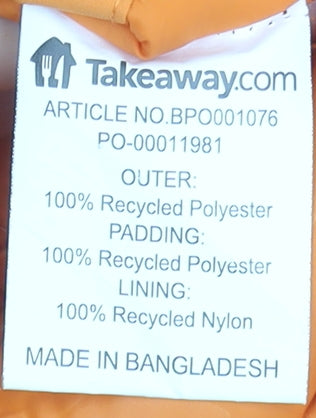 Takeaway.com
ARTICLE NO.BPO001076
PO-00011981
OUTER:
100% Recycled Polyester
PADDING:
100% Recycled Polyester
LINING:
100% Recycled Nylon
MADE IN BANGLADESH